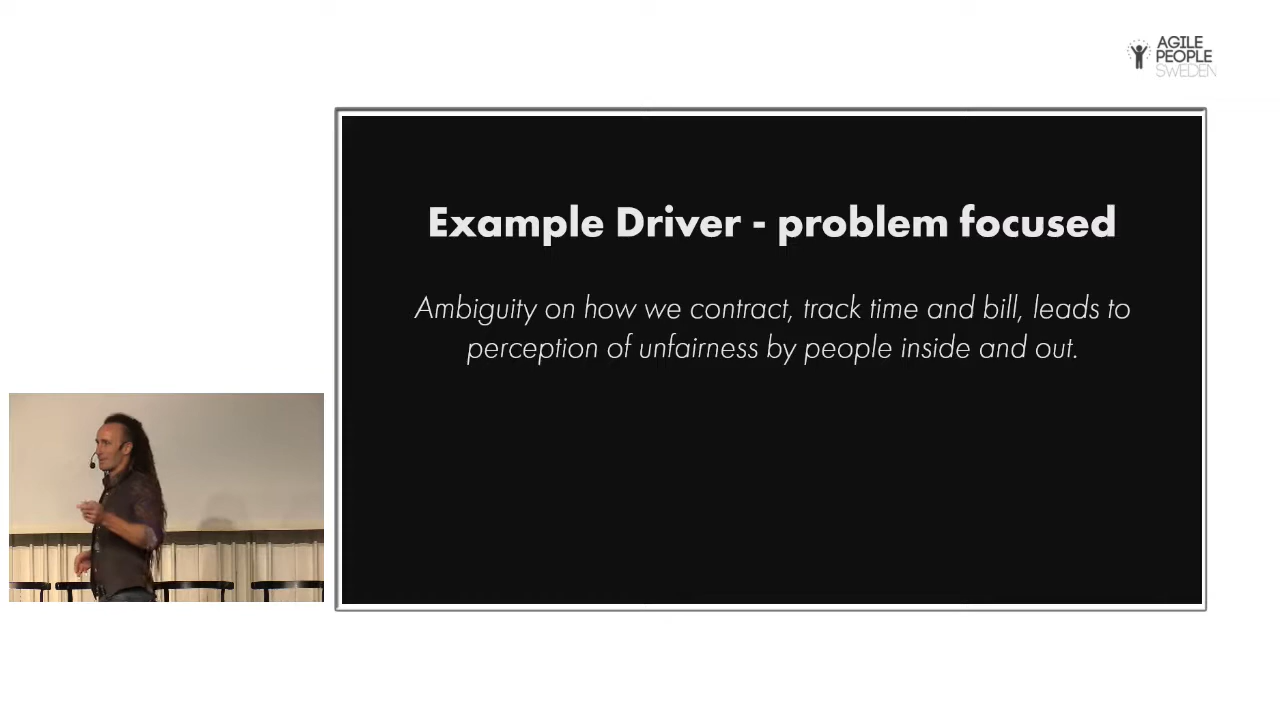 AGILE
PEOPLE
SWEDEN
Example Driver - problem focused
Ambiguity on how we contract, track time and bill, leads to
perception of unfairness by people inside and out.